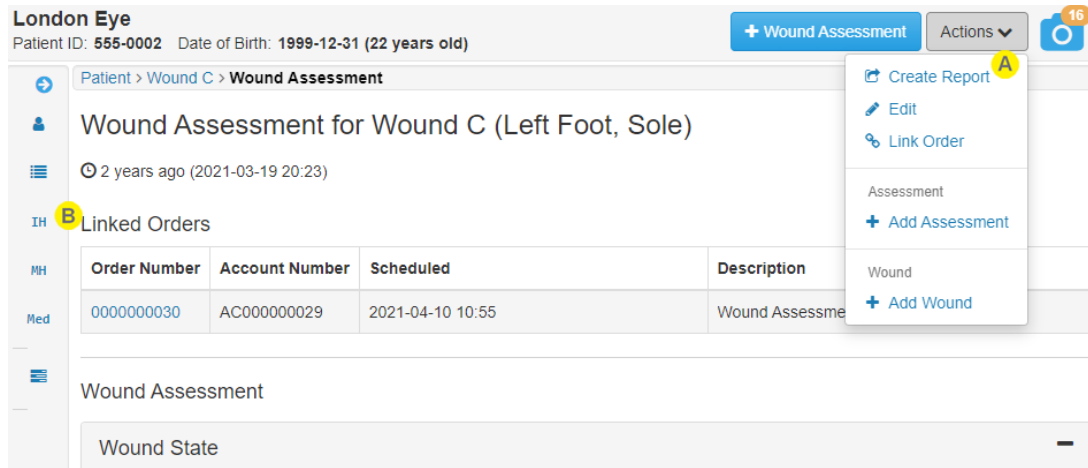 London Eye
Patient ID: 555-0002 Date of Birth: 1999-12-31 (22 years old)
+ Wound Assessment
Actions
16
Patient > Wound C > Wound Assessment
A
Create Report
Edit
Link Order
Assessment
+ Add Assessment
Wound
+ Add Wound
Wound Assessment for Wound C (Left Foot, Sole)
2 years ago (2021-03-19 20:23)
IH
B
Linked Orders
MH
Med
Order Number Account Number Scheduled Description
0000000030 AC000000029 2021-04-10 10:55 Wound Assessme
Wound Assessment
Wound State